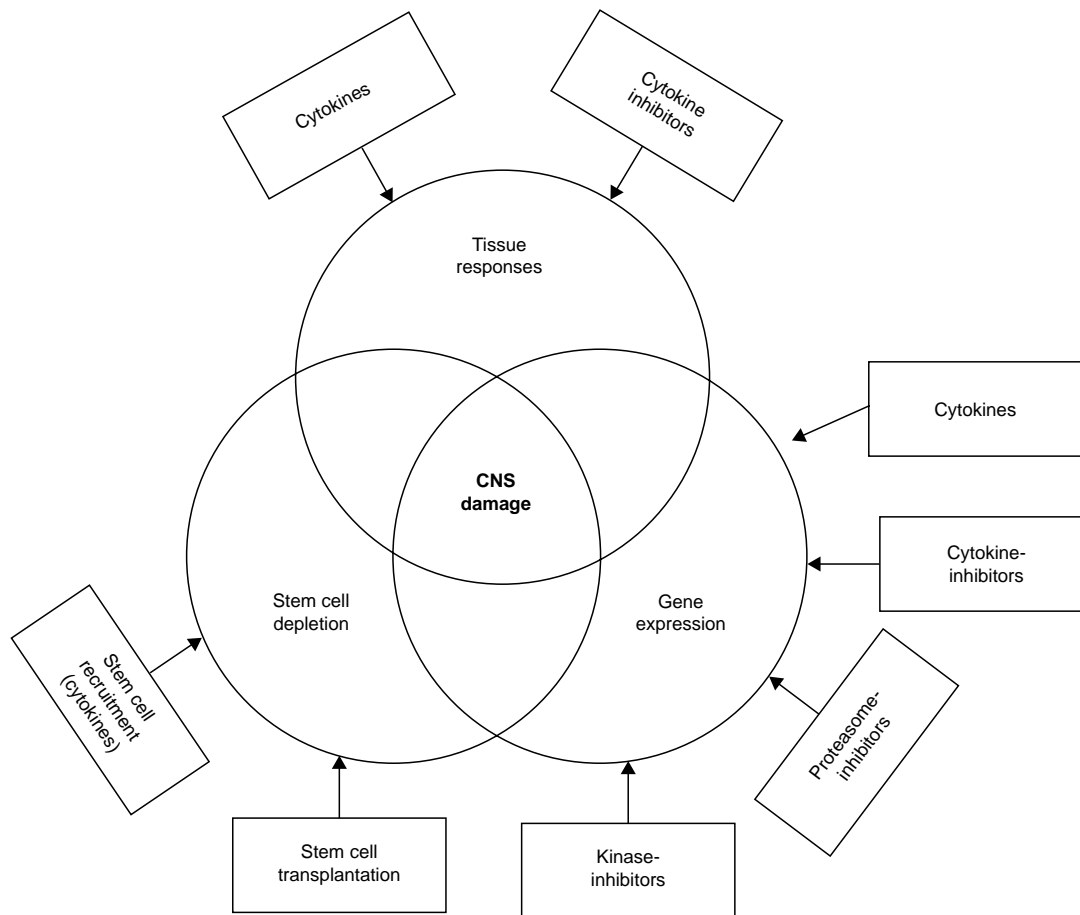 Cytokines
Cytokine
inhibitors
Tissue
responses
Cytokines
CNS
damage
Cytokine-
inhibitors
Stem cell
depletion
Gene
expression
Stem cell
recruitment
(cytokines)
Proteasome-
inhibitors
Stem cell
transplantation
Kinase-
inhibitors